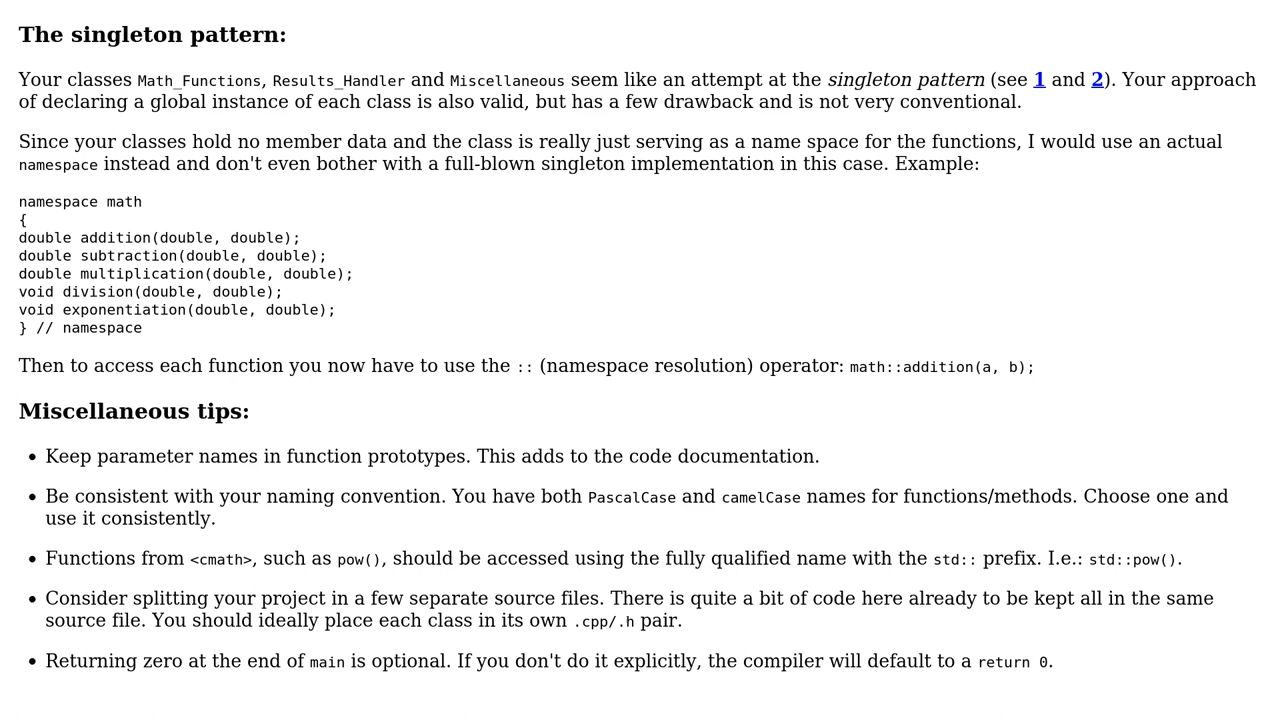 The singleton pattern:
Your classes Math_Functions, Results_Handler and Miscellaneous seem like an attempt at the singleton pattern (see 1 and 2). Your approach
of declaring a global instance of each class is also valid, but has a few drawback and is not very conventional.
Since your classes hold no member data and the class is really just serving as a name space for the functions, I would use an actual
namespace instead and don't even bother with a full-blown singleton implementation in this case. Example:
namespace math
{
double addition(double, double);
double subtraction(double, double);
double multiplication(double, double);
void division(double, double);
void exponentiation(double, double);
} // namespace
Then to access each function you now have to use the :: (namespace resolution) operator: math::addition(a, b);
Miscellaneous tips:
• Keep parameter names in function prototypes. This adds to the code documentation.
• Be consistent with your naming convention. You have both PascalCase and camelCase names for functions/methods. Choose one and
use it consistently.
• Functions from <cmath>, such as pow(), should be accessed using the fully qualified name with the std:: prefix. I.e.: std::pow().
• Consider splitting your project in a few separate source files. There is quite a bit of code here already to be kept all in the same
source file. You should ideally place each class in its own .cpp/.h pair.
• Returning zero at the end of main is optional. If you don't do it explicitly, the compiler will default to a return 0.